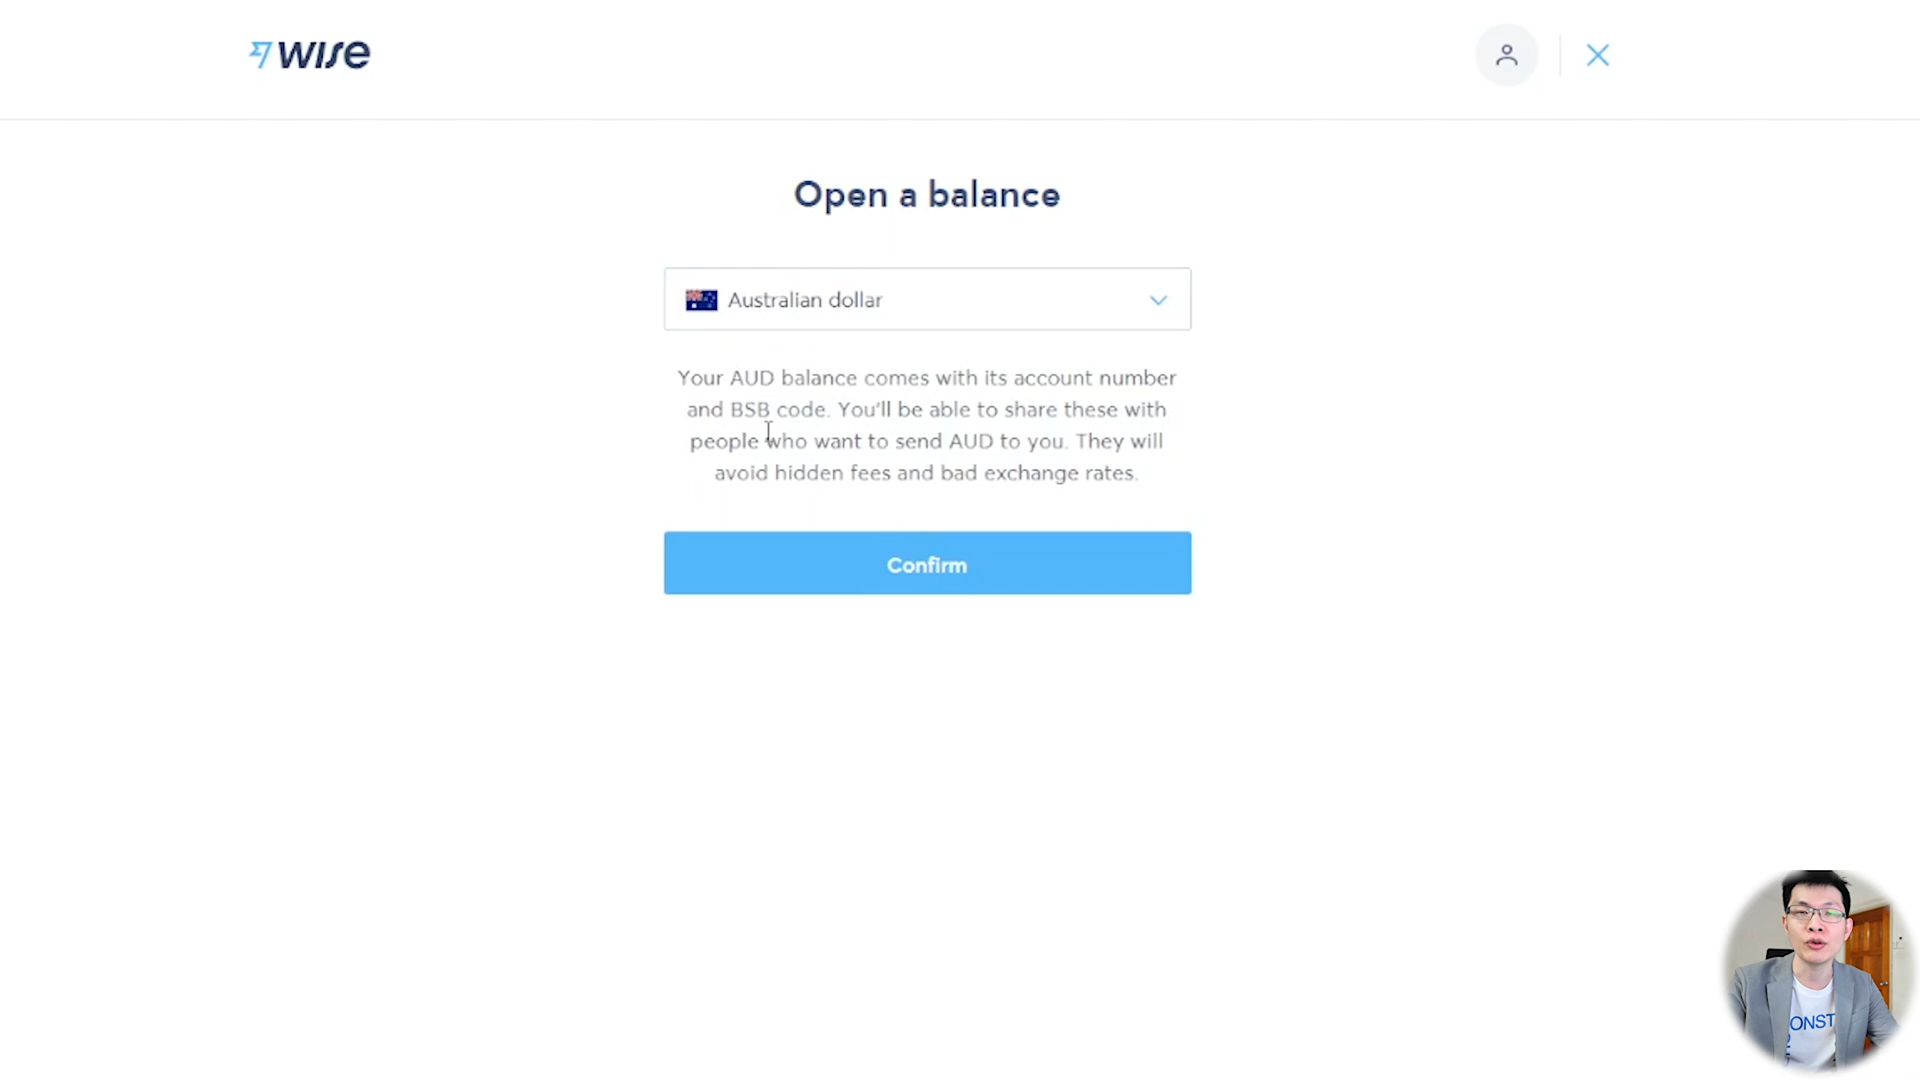 wise
Open a balance
Australian dollar
Your AUD balance comes with its account number
and BSB code. You'll be able to share these with
people who want to send AUD to you. They will
avoid hidden fees and bad exchange rates.
Confirm
ONST